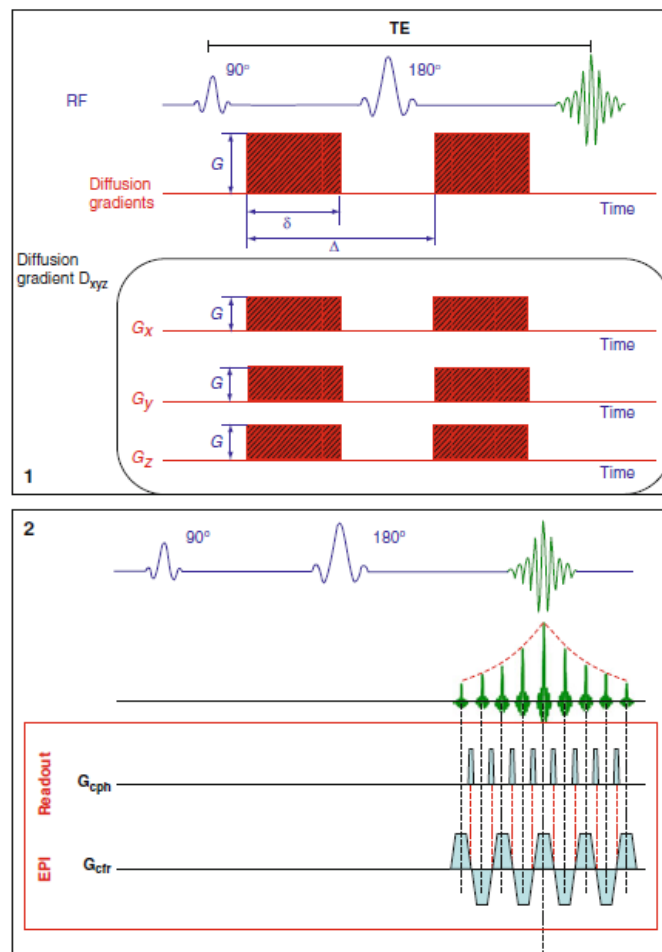 TE
90°
180°
RF
G
Diffusion
gradients
Time
δ
Δ
Diffusion
gradient Dxyz
G
Gx
Time
G
Gy
Time
G
Gz
Time
1
2
90°
180°
Readout
Gcph
EPI
Gcfr